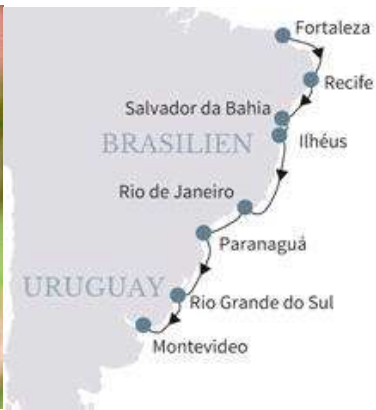 Fortaleza
Recife
Salvador da Bahia
BRASILIEN
Ilhéus
Rio de Janeiro
Paranaguá
URUGUAY
Rio Grande do Sul
Montevideo